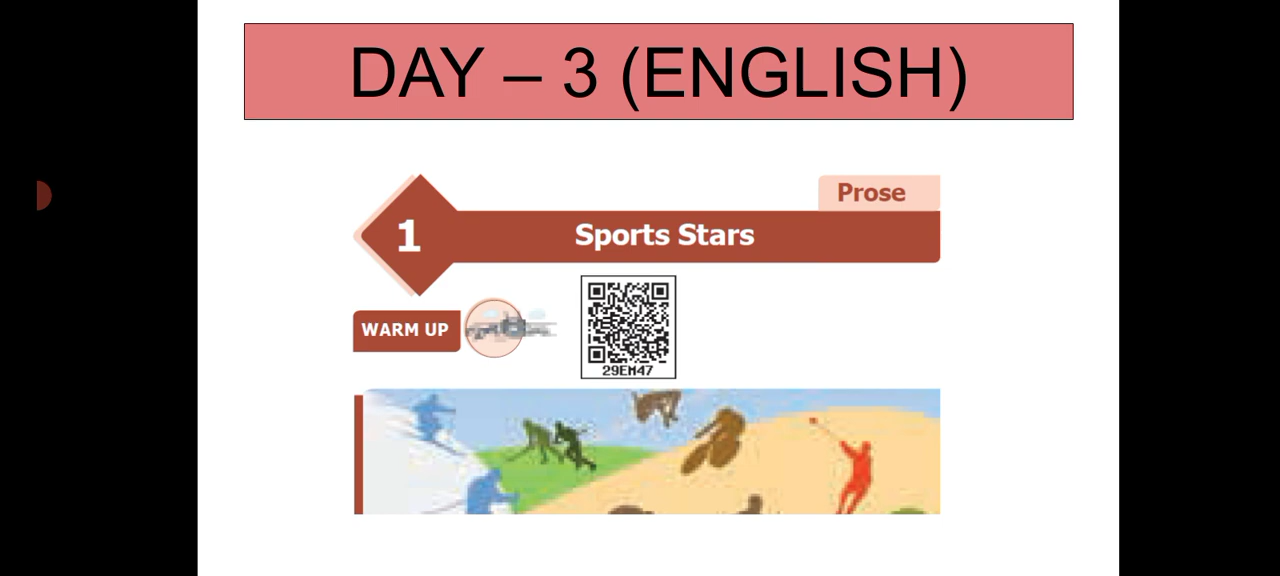 DAY – 3 (ENGLISH)
Prose
1
Sports Stars
WARM UP
29EM47